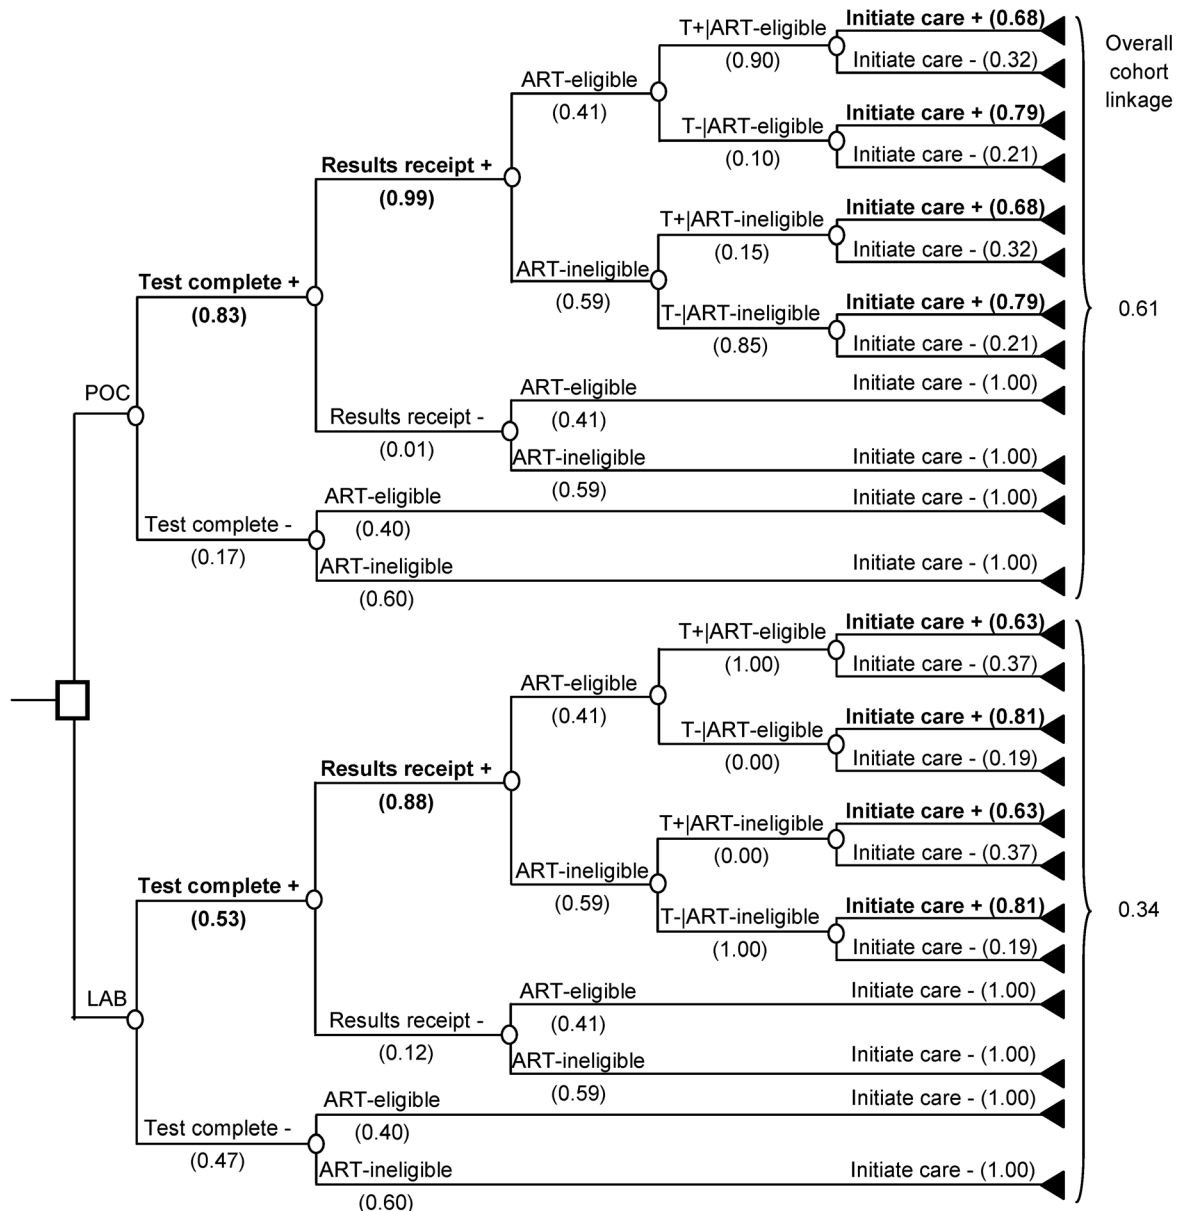 T+|ART-eligible
(0.90)
Initiate care + (0.68)
Initiate care - (0.32)
Overall
cohort
linkage
ART-eligible
(0.41)
T-|ART-eligible
(0.10)
Initiate care + (0.79)
Initiate care - (0.21)
Results receipt +
(0.99)
T+|ART-ineligible
(0.15)
Initiate care + (0.68)
Initiate care - (0.32)
ART-ineligible
(0.59)
T-|ART-ineligible
(0.85)
Initiate care + (0.79)
Initiate care - (0.21)
Test complete +
(0.83)
0.61
POC
Results receipt -
(0.01)
ART-eligible
(0.41)
Initiate care - (1.00)
ART-ineligible
(0.59)
Initiate care - (1.00)
Test complete -
(0.17)
ART-eligible
(0.40)
Initiate care - (1.00)
ART-ineligible
(0.60)
Initiate care - (1.00)
T+|ART-eligible
(1.00)
Initiate care + (0.63)
Initiate care - (0.37)
ART-eligible
(0.41)
T-|ART-eligible
(0.00)
Initiate care + (0.81)
Initiate care - (0.19)
Results receipt +
(0.88)
T+|ART-ineligible
(0.00)
Initiate care + (0.63)
Initiate care - (0.37)
ART-ineligible
(0.59)
T-|ART-ineligible
(1.00)
Initiate care + (0.81)
Initiate care - (0.19)
Test complete +
(0.53)
0.34
LAB
Results receipt -
(0.12)
ART-eligible
(0.41)
Initiate care - (1.00)
ART-ineligible
(0.59)
Initiate care - (1.00)
Test complete -
(0.47)
ART-eligible
(0.40)
Initiate care - (1.00)
ART-ineligible
(0.60)
Initiate care - (1.00)